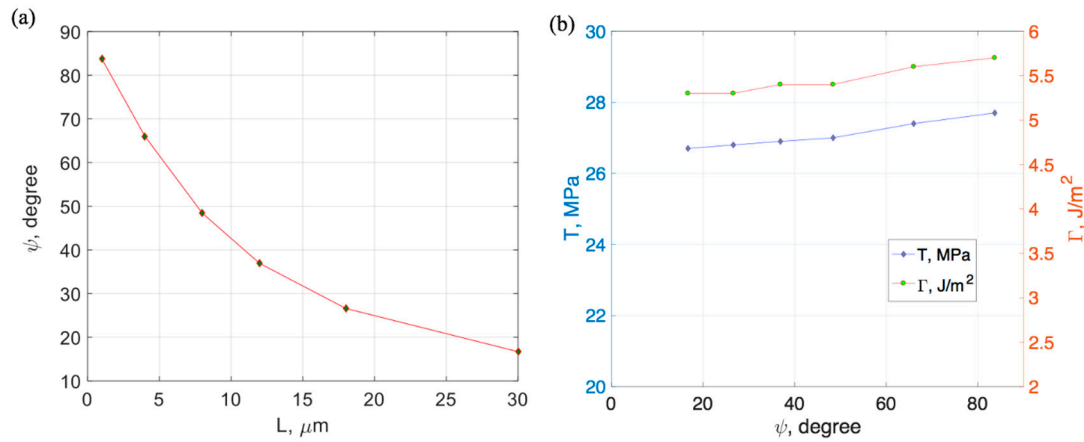 (a)
90
80
70
60
50
40
30
20
10
0 5 10 15 20 25 30
ψ, degree
L, μm
(b)
30
28
26
24
22
20
T, MPa
6
5.5
5
4.5
4
3.5
3
2.5
2
Γ, J/m²
T, MPa
Γ, J/m²
0 20 40 60 80
ψ, degree